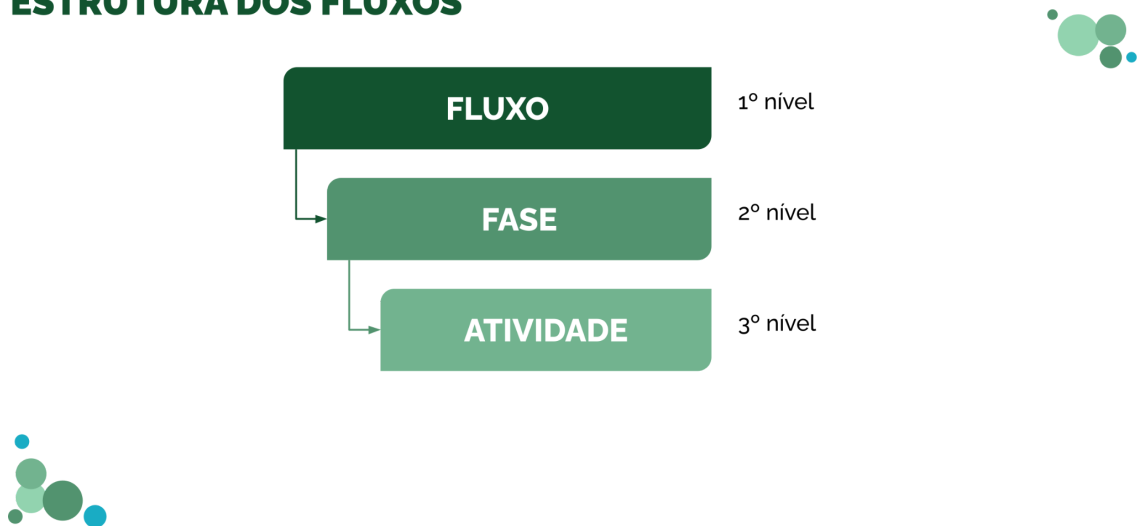 ESTRUTURA DOS FLUXOS
FLUXO
1º nível
FASE
2º nível
ATIVIDADE
3º nível